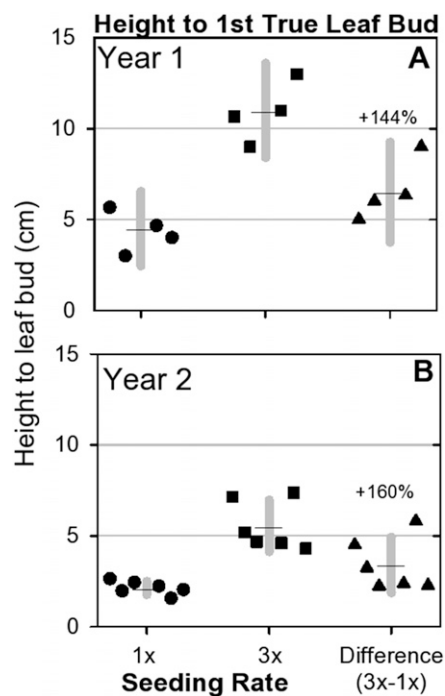 Height to 1st True Leaf Bud
15
Year 1
A
+144%
10
5
0
Height to leaf bud (cm)
15
Year 2
B
10
+160%
5
0
1x
3x
Difference
(3x-1x)
Seeding Rate